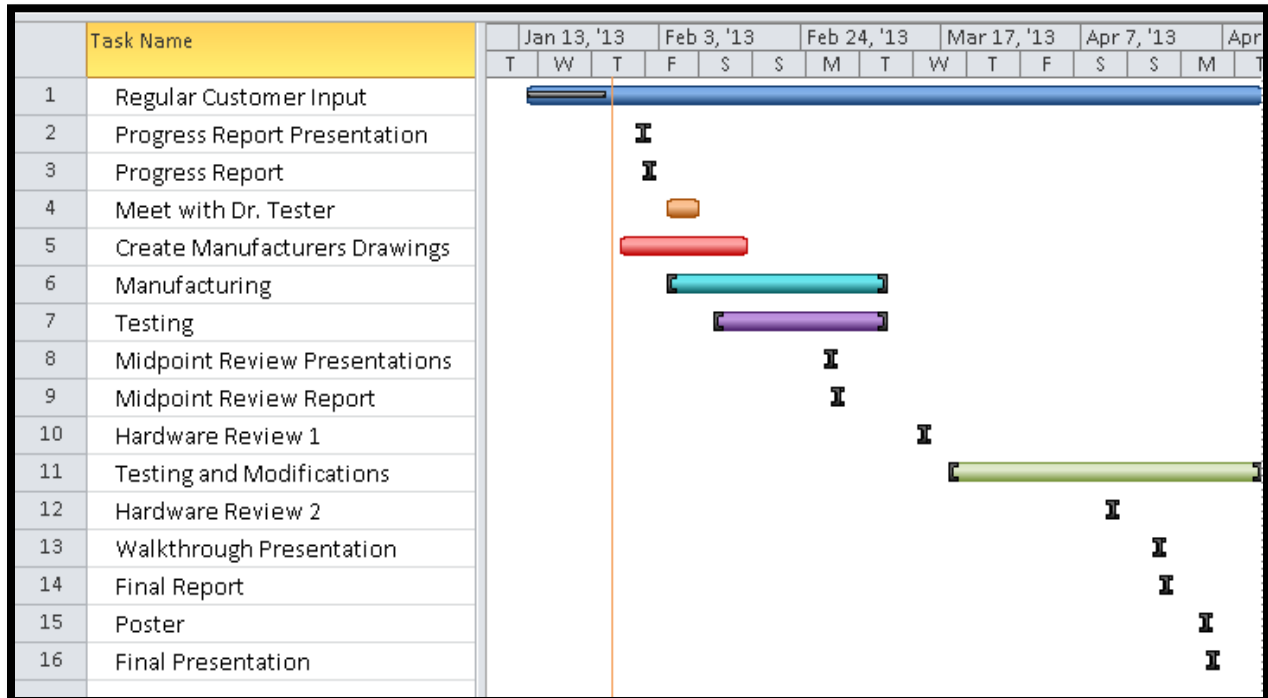 Task Name
Jan 13, '13 Feb 3, '13 Feb 24, '13 Mar 17, '13 Apr 7, '13 Apr
T W T F S S M T W T F S S M T
1 Regular Customer Input
2 Progress Report Presentation
3 Progress Report
4 Meet with Dr. Tester
5 Create Manufacturers Drawings
6 Manufacturing
7 Testing
8 Midpoint Review Presentations
9 Midpoint Review Report
10 Hardware Review 1
11 Testing and Modifications
12 Hardware Review 2
13 Walkthrough Presentation
14 Final Report
15 Poster
16 Final Presentation